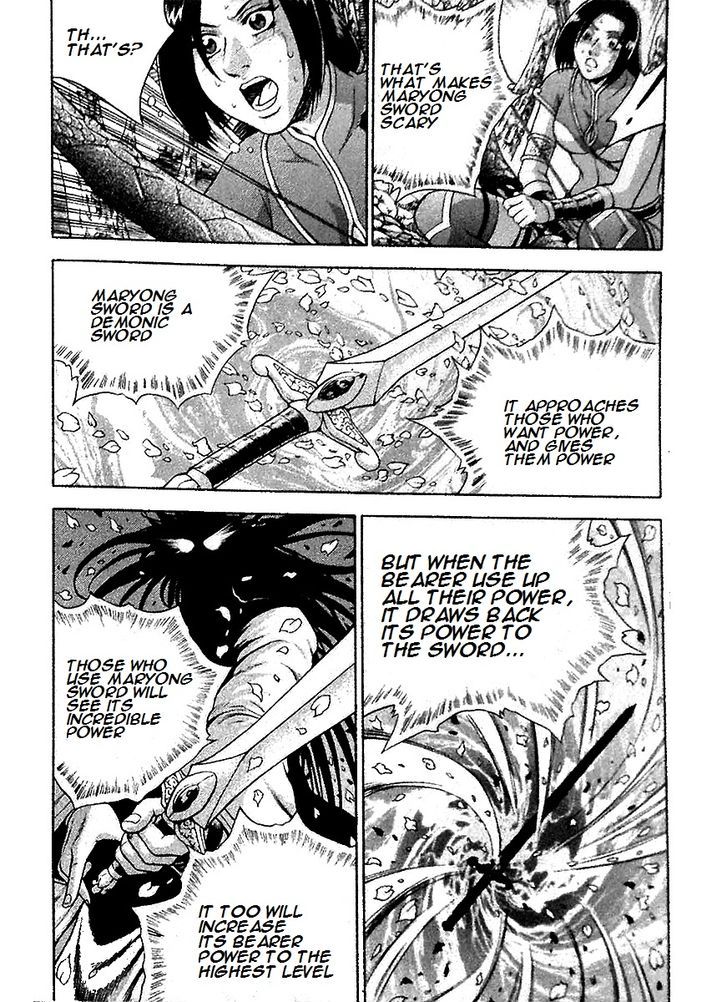 TH...
THAT'S?
THAT'S
WHAT MAKES
MARYONG
SWORD
SCARY
MARYONG
SWORD IS A
DEMONIC
SWORD
IT APPROACHES
THOSE WHO
WANT POWER,
AND GIVES
THEM POWER
THOSE WHO
USE MARYONG
SWORD WILL
SEE ITS
INCREDIBLE
POWER
IT TOO WILL
INCREASE
ITS BEARER
POWER TO THE
HIGHEST LEVEL
BUT WHEN THE
BEARER USE UP
ALL THEIR POWER,
IT DRAWS BACK
ITS POWER TO
THE SWORD...